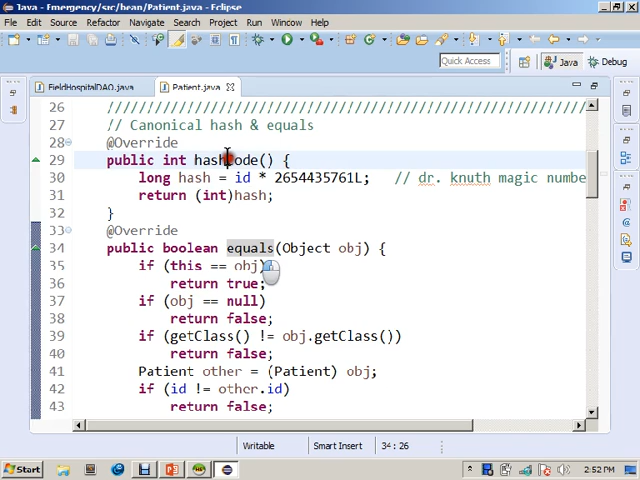 Java - Emergency/src/bean/Patient.java - Eclipse
File Edit Source Refactor Navigate Search Project Run Window Help
Quick Access Java Debug
FieldHospitalDAO.java Patient.java
26 ////////////////////////////////////////////////////////////
27 // Canonical hash & equals
28 @Override
29 public int hashCode() {
30 long hash = id * 2654435761L; // dr. knuth magic numbe
31 return (int)hash;
32 }
33 @Override
34 public boolean equals(Object obj) {
35 if (this == obj)
36 return true;
37 if (obj == null)
38 return false;
39 if (getClass() != obj.getClass())
40 return false;
41 Patient other = (Patient) obj;
42 if (id != other.id)
43 return false;
Writable Smart Insert 34 : 26
Start 2:52 PM